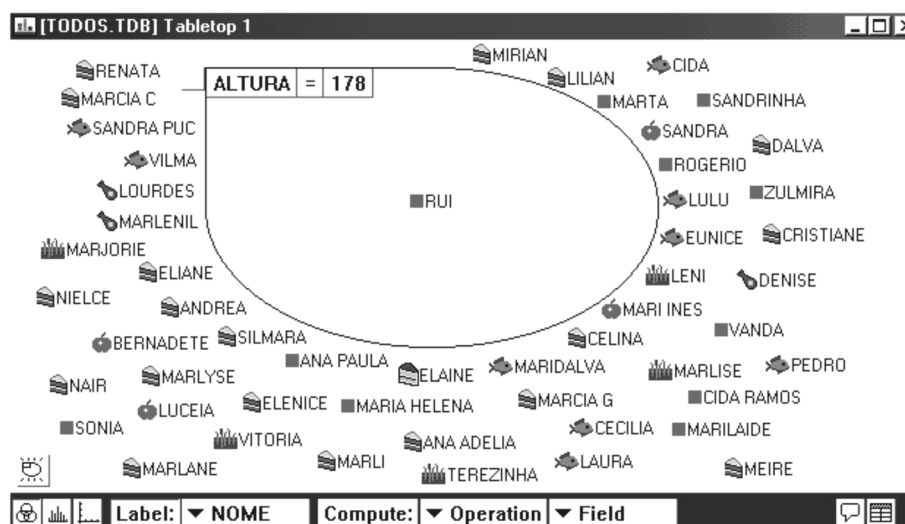 [TODOS.TDB] Tabletop 1
MIRIAN
RENATA
CIDA
LILIAN
ALTURA = 178
MARCIA C
MARTA
SANDRINHA
SANDRA PUC
SANDRA
DALVA
VILMA
ROGERIO
LOURDES
ZULMIRA
LULU
RUI
MARLENIL
EUNICE
CRISTIANE
MARJORIE
ELIANE
LENI
DENISE
NIELCE
ANDREA
MARI INES
VANDA
SILMARA
CELINA
BERNADETE
ANA PAULA
MARIDALVA
PEDRO
ELAINE
MARLISE
MARLYSE
NAIR
CIDA RAMOS
MARCIA G
ELENICE
MARIA HELENA
LUCEIA
SONIA
CECILIA
MARILAIDE
VITORIA
ANA ADELIA
MARLI
LAURA
MARLANE
MEIRE
TEREZINHA
Label: NOME Compute: Operation Field